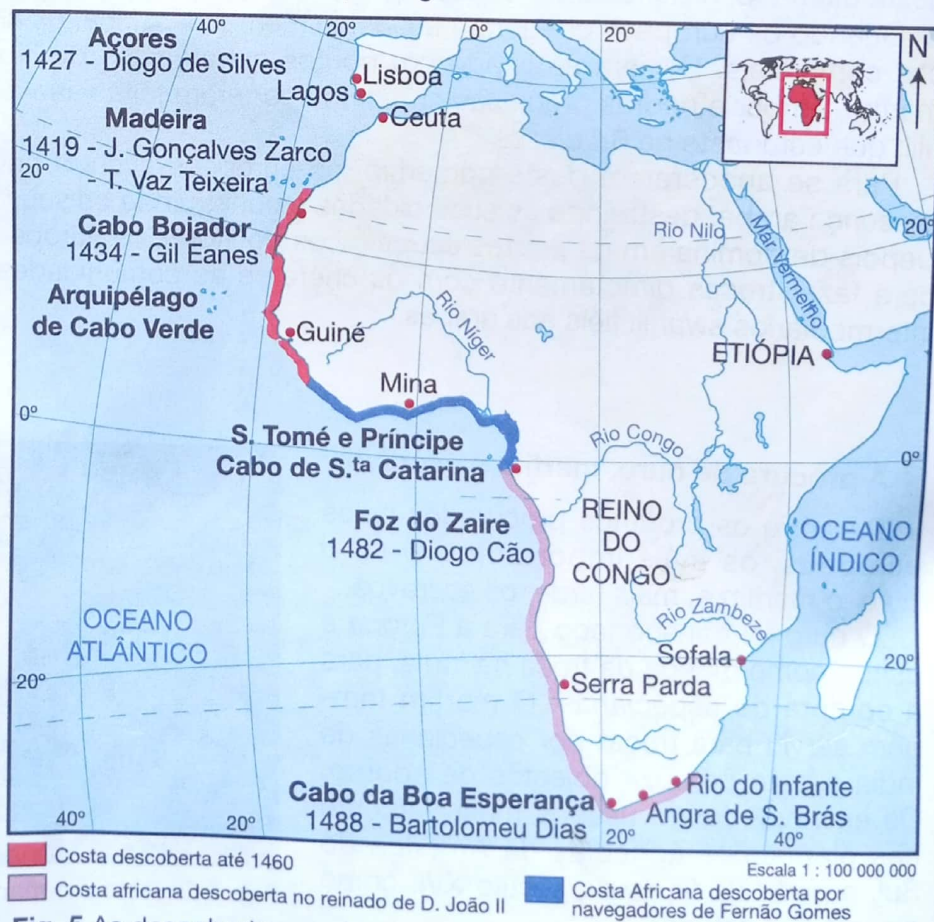 40°
20°
0°
20°
N
Açores
1427 - Diogo de Silves
Lisboa
Lagos
Ceuta
Madeira
1419 - J. Gonçalves Zarco
- T. Vaz Teixeira
20°
Cabo Bojador
1434 - Gil Eanes
Rio Nilo
Mar Vermelho
20°
Arquipélago
de Cabo Verde
Guiné
Rio Niger
ETIÓPIA
Mina
0°
S. Tomé e Príncipe
Cabo de S.ta Catarina
Rio Congo
0°
Foz do Zaire
1482 - Diogo Cão
REINO
DO
CONGO
OCEANO
ÍNDICO
OCEANO
ATLÂNTICO
Rio Zambeze
Sofala
20°
20°
Serra Parda
Cabo da Boa Esperança
1488 - Bartolomeu Dias
Rio do Infante
Angra de S. Brás
40°
20°
0°
20°
40°
Escala 1 : 100 000 000
Costa descoberta até 1460
Costa africana descoberta no reinado de D. João II
Costa Africana descoberta por
navegadores de Fernão Gomes